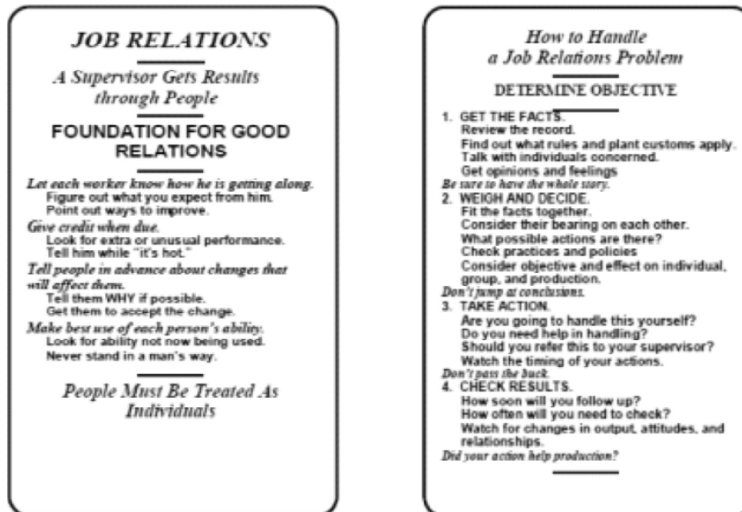 JOB RELATIONS
A Supervisor Gets Results
through People
FOUNDATION FOR GOOD
RELATIONS
Let each worker know how he is getting along.
Figure out what you expect from him.
Point out ways to improve.
Give credit when due.
Look for extra or unusual performance.
Tell him while "it's hot."
Tell people in advance about changes that
will affect them.
Tell them WHY if possible.
Get them to accept the change.
Make best use of each person's ability.
Look for ability not now being used.
Never stand in a man's way.
People Must Be Treated As
Individuals
How to Handle
a Job Relations Problem
DETERMINE OBJECTIVE
1. GET THE FACTS.
Review the record.
Find out what rules and plant customs apply.
Talk with individuals concerned.
Get opinions and feelings
Be sure to have the whole story.
2. WEIGH AND DECIDE.
Fit the facts together.
Consider their bearing on each other.
What possible actions are there?
Check practices and policies
Consider objective and effect on individual,
group, and production.
Don't jump at conclusions.
3. TAKE ACTION.
Are you going to handle this yourself?
Do you need help in handling?
Should you refer this to your supervisor?
Watch the timing of your actions.
Don't pass the buck.
4. CHECK RESULTS.
How soon will you follow up?
How often will you need to check?
Watch for changes in output, attitudes, and
relationships.
Did your action help production?